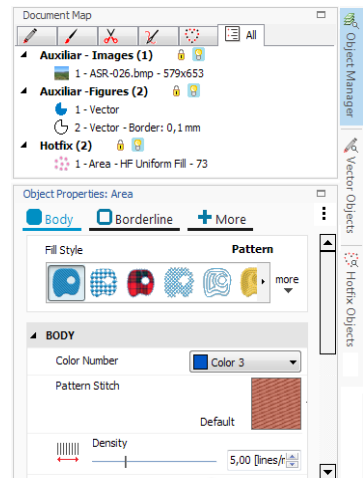 Document Map
All
Auxiliar - Images (1)
1 - ASR-026.bmp - 579x653
Auxiliar -Figures (2)
1 - Vector
2 - Vector - Border: 0,1 mm
Hotfix (2)
1 - Area - HF Uniform Fill - 73
Object Properties: Area
Body
Borderline
More
Fill Style
Pattern
more
BODY
Color Number
Color 3
Pattern Stitch
Default
Density
5,00 [lines/r
Object Manager
Vector Objects
Hotfix Objects